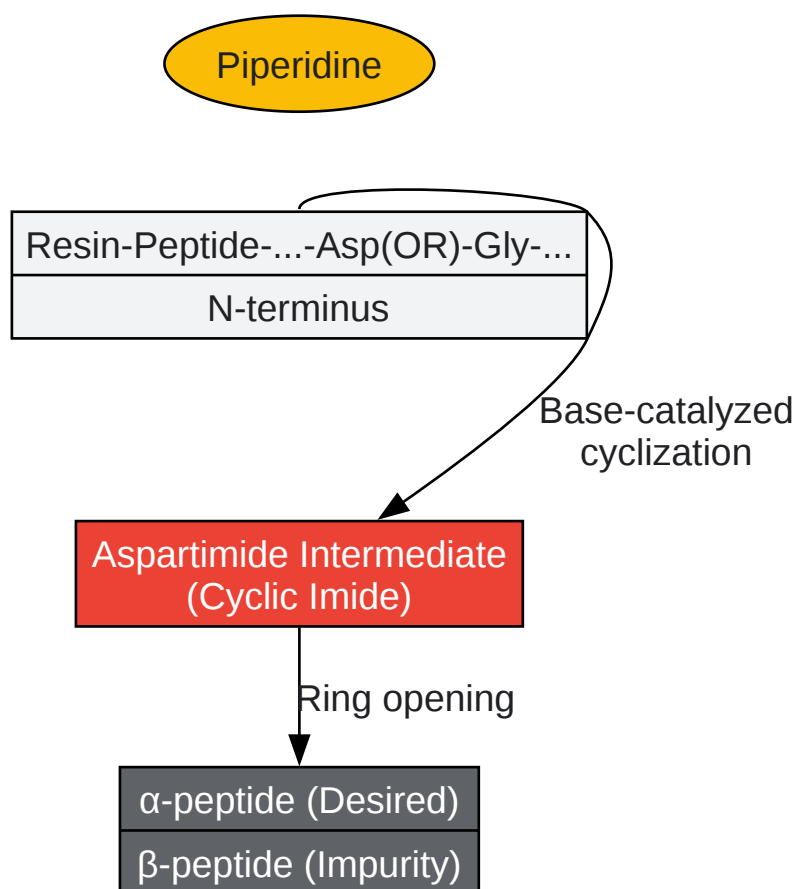 Piperidine
Resin-Peptide-...-Asp(OR)-Gly-...
N-terminus
Base-catalyzed
cyclization
Aspartimide Intermediate
(Cyclic Imide)
Ring opening
α-peptide (Desired)
β-peptide (Impurity)